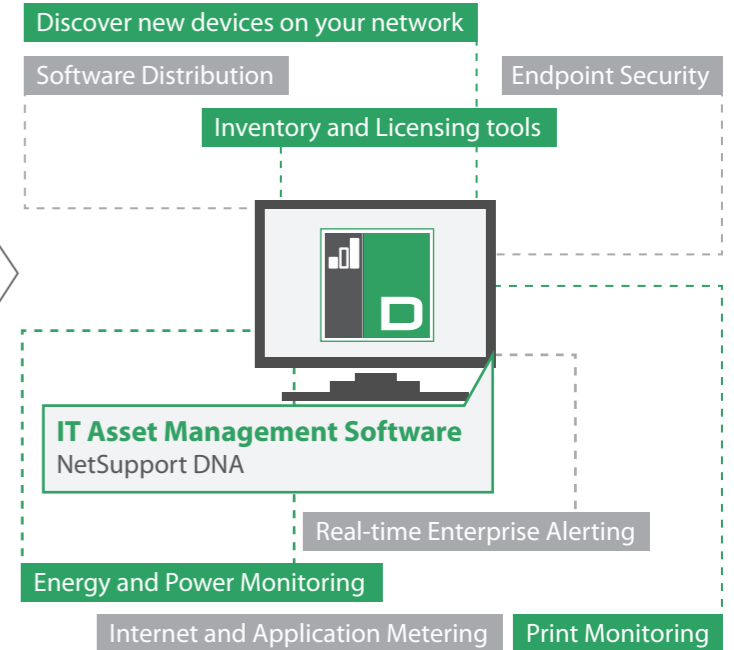 Discover new devices on your network
Software Distribution
Endpoint Security
Inventory and Licensing tools
D
IT Asset Management Software
NetSupport DNA
Real-time Enterprise Alerting
Energy and Power Monitoring
Internet and Application Metering
Print Monitoring